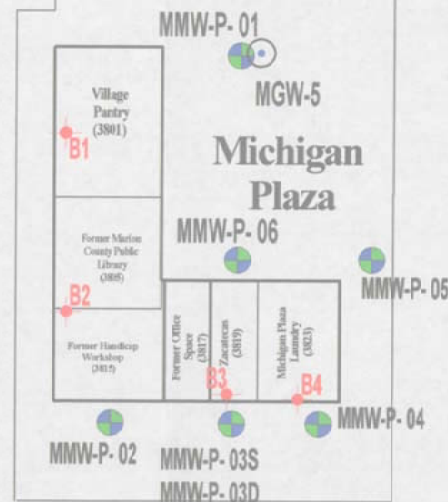 MMW-P-01
MGW-5
Village
Pantry
(3801)
B1
Michigan
Plaza
Former Marion
County Public
Library
(3805)
MMW-P-06
MMW-P-05
B2
Former Handicap
Workshop
(3815)
Former Office
Space
(3817)
Zacatecas
(3819)
Michigan Plaza
Laundry
(3823)
B3
B4
MMW-P-02
MMW-P-03S
MMW-P-03D
MMW-P-04